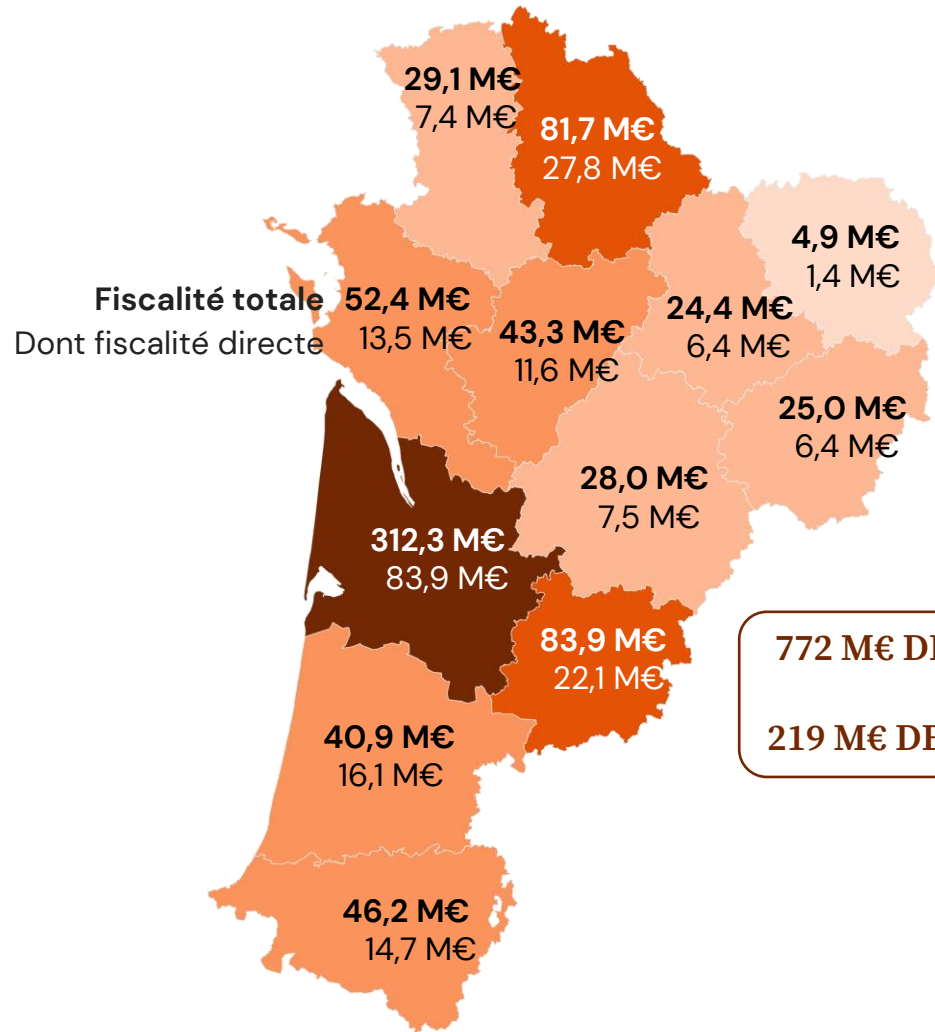 29,1 M€
7,4 M€
81,7 M€
27,8 M€
4,9 M€
1,4 M€
Fiscalité totale
Dont fiscalité directe
52,4 M€
13,5 M€
43,3 M€
11,6 M€
24,4 M€
6,4 M€
25,0 M€
6,4 M€
28,0 M€
7,5 M€
312,3 M€
83,9 M€
83,9 M€
22,1 M€
772 M€
219 M€ DE
40,9 M€
16,1 M€
46,2 M€
14,7 M€